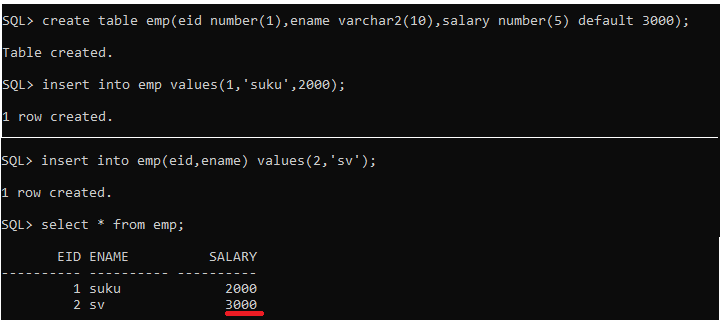 SQL> create table emp(eid number(1),ename varchar2(10),salary number(5) default 3000);
Table created.
SQL> insert into emp values(1,'suku',2000);
1 row created.
SQL> insert into emp(eid,ename) values(2,'sv');
1 row created.
SQL> select * from emp;
       EID ENAME          SALARY
---------- ---------- ----------
         1 suku             2000
         2 sv               3000